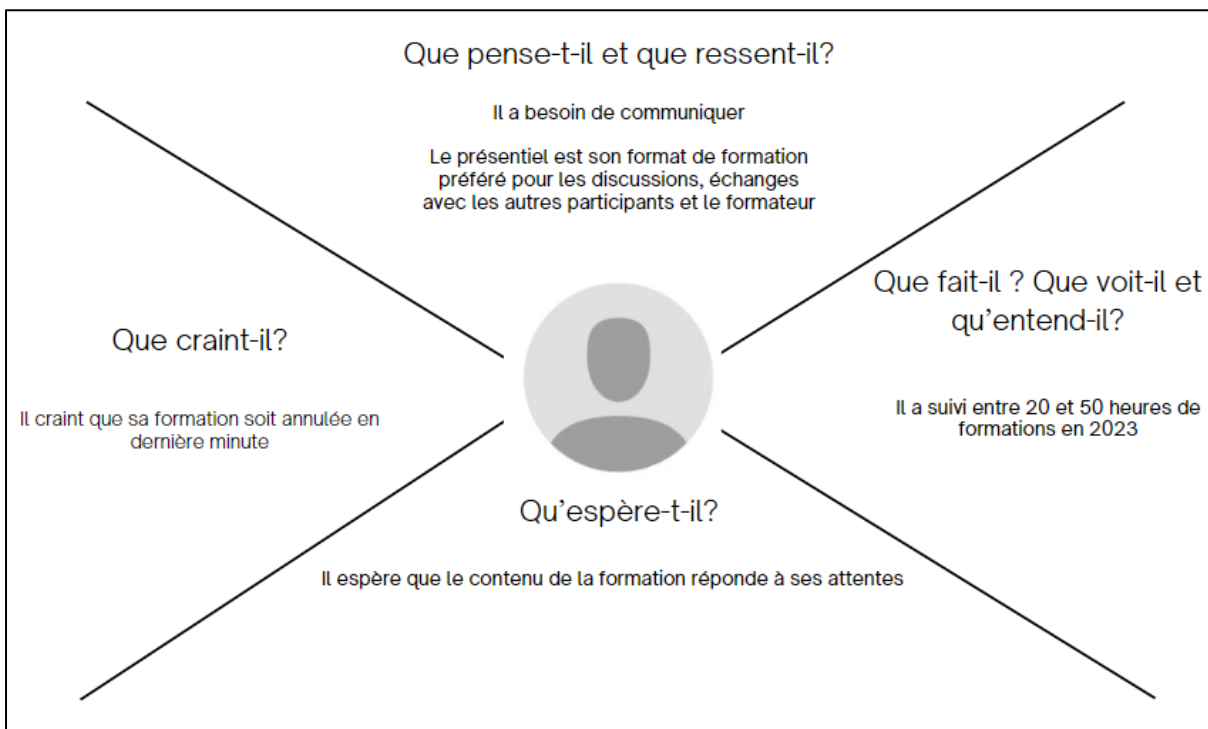 Que pense-t-il et que ressent-il?
Il a besoin de communiquer
Le présentiel est son format de formation
préféré pour les discussions, échanges
avec les autres participants et le formateur
Que craint-il?
Il craint que sa formation soit annulée en
dernière minute
Que fait-il ? Que voit-il et
qu'entend-il?
Il a suivi entre 20 et 50 heures de
formations en 2023
Qu'espère-t-il?
Il espère que le contenu de la formation réponde à ses attentes